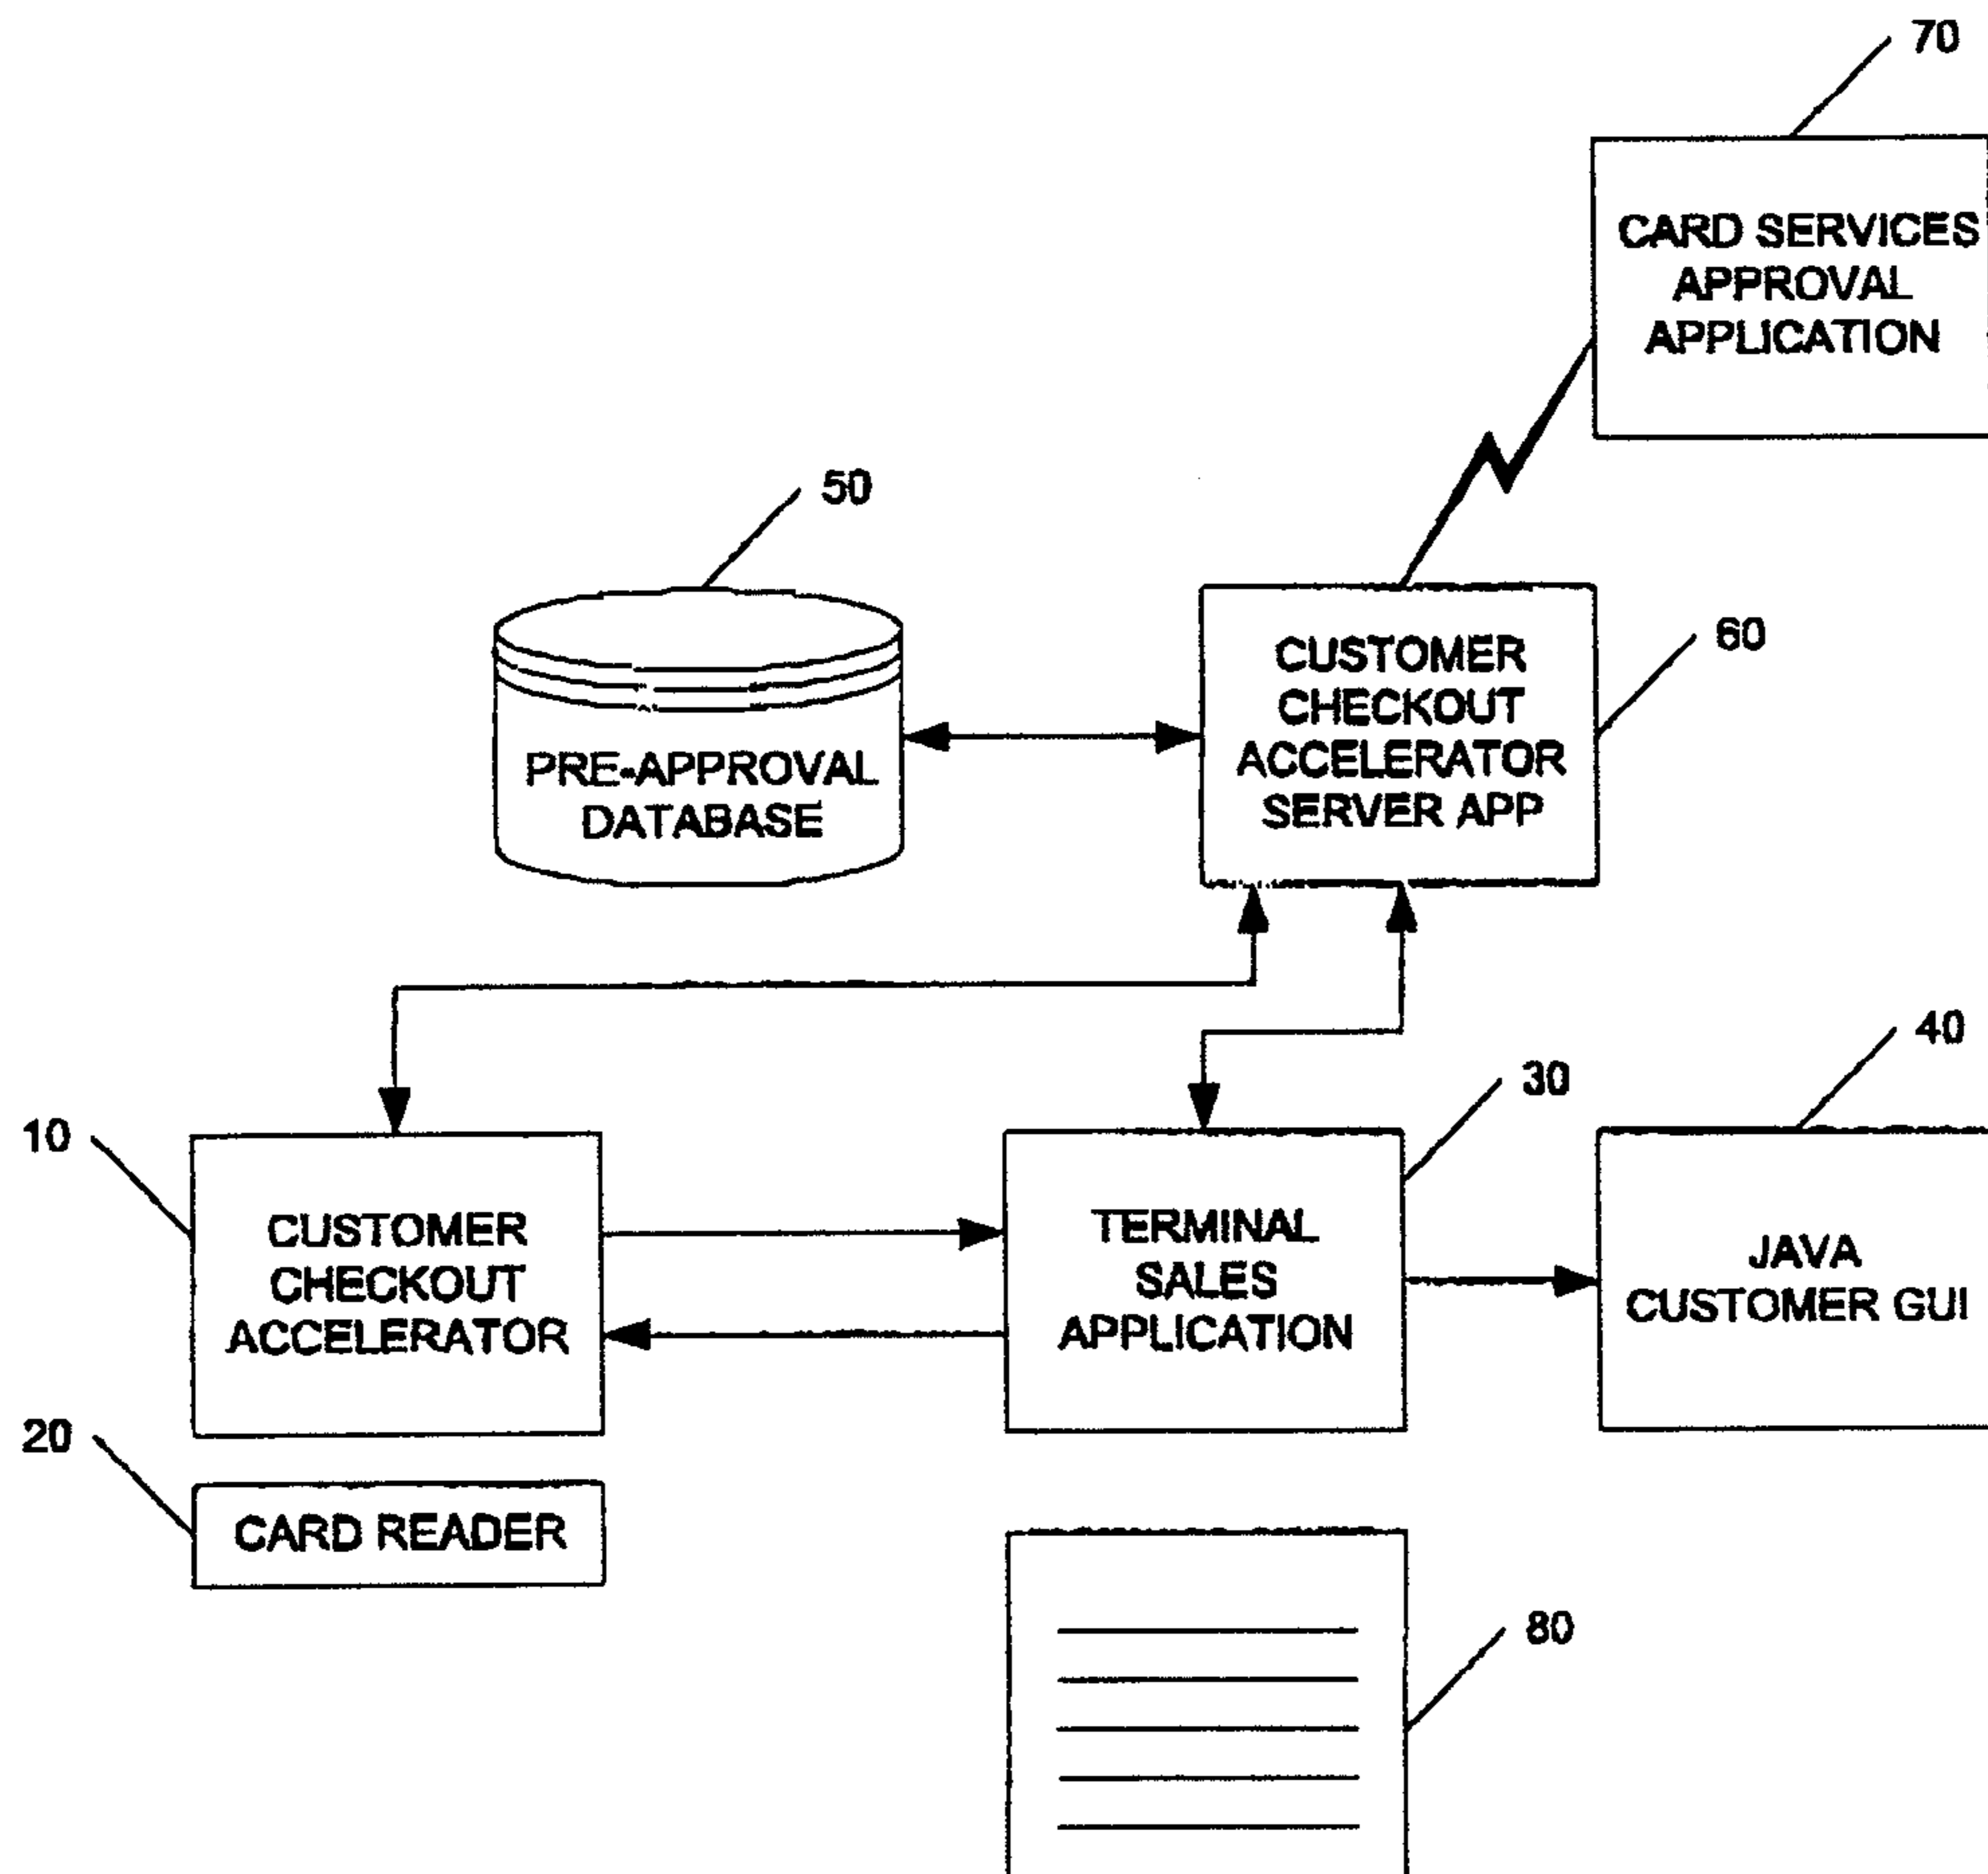 70
CARD SERVICES
APPROVAL
APPLICATION
50
PRE-APPROVAL
DATABASE
60
CUSTOMER
CHECKOUT
ACCELERATOR
SERVER APP
10
CUSTOMER
CHECKOUT
ACCELERATOR
30
TERMINAL
SALES
APPLICATION
40
JAVA
CUSTOMER GUI
20
CARD READER
80